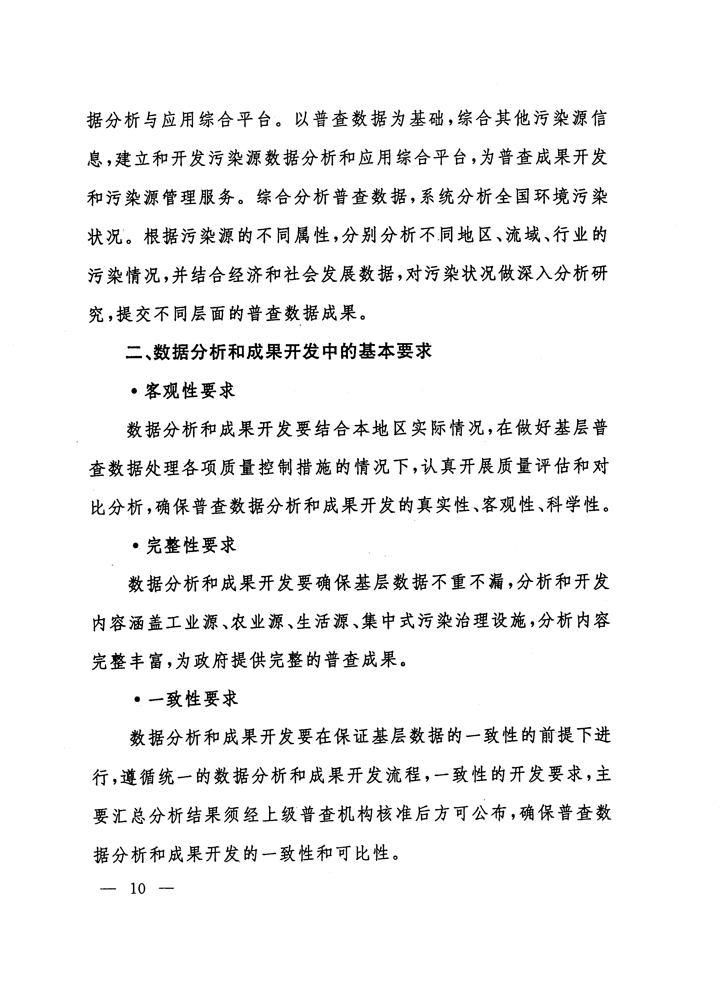 据分析与应用综合平台。以普查数据为基础,综合其他污染源信
息,建立和开发污染源数据分析和应用综合平台,为普查成果开发
和污染源管理服务。综合分析普查数据,系统分析全国环境污染
状况。根据污染源的不同属性,分别分析不同地区、流域、行业的
污染情况,并结合经济和社会发展数据,对污染状况做深入分析研
究,提交不同层面的普查数据成果。
二、数据分析和成果开发中的基本要求
•客观性要求
数据分析和成果开发要结合本地区实际情况,在做好基层普
查数据处理各项质量控制措施的情况下,认真开展质量评估和对
比分析,确保普查数据分析和成果开发的真实性、客观性、科学性。
•完整性要求
数据分析和成果开发要确保基层数据不重不漏,分析和开发
内容涵盖工业源、农业源、生活源、集中式污染治理设施,分析内容
完整丰富,为政府提供完整的普查成果。
•一致性要求
数据分析和成果开发要在保证基层数据的一致性的前提下进
行,遵循统一的数据分析和成果开发流程,一致性的开发要求,主
要汇总分析结果须经上级普查机构核准后方可公布,确保普查数
据分析和成果开发的一致性和可比性。
— 10 —